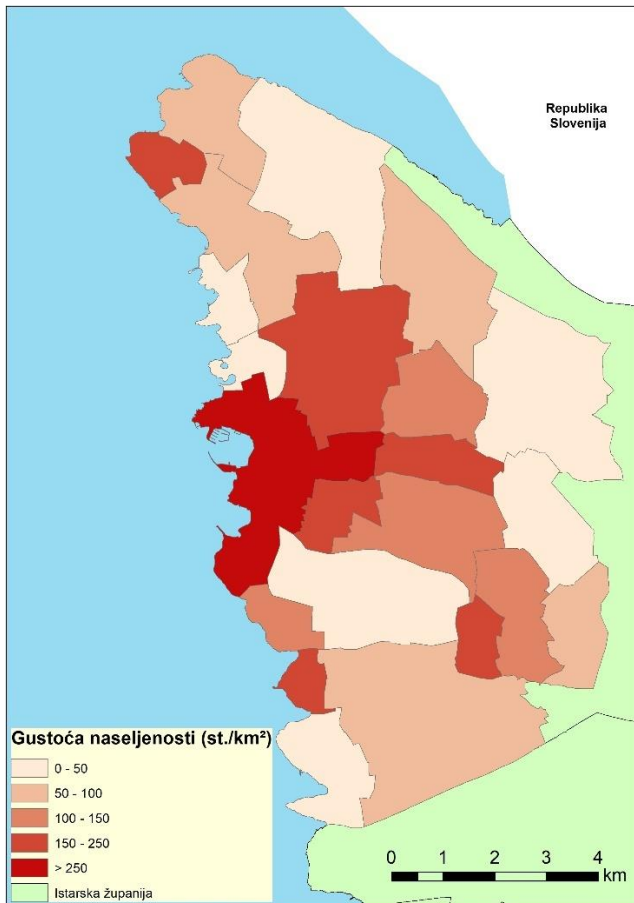 Republika
Slovenija
Gustoća naseljenosti (st./km²)
0 - 50
50 - 100
100 - 150
150 - 250
> 250
Istarska županija
0 1 2 3 4
km